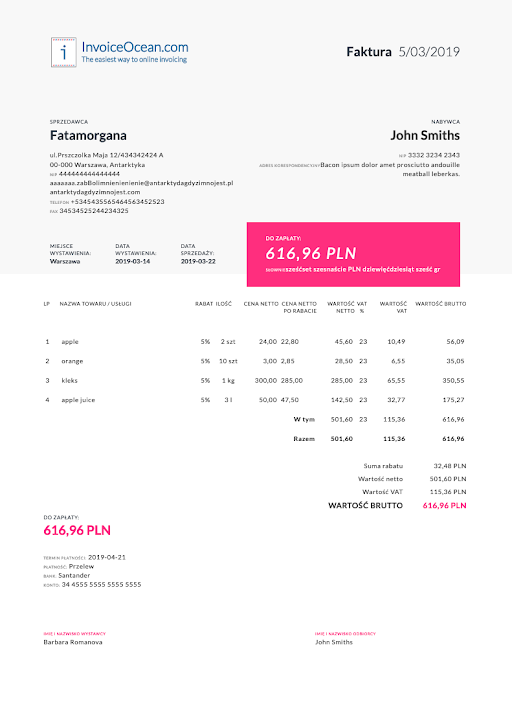 InvoiceOcean.com
The easiest way to online invoicing
Faktura 5/03/2019
SPRZEDAWCA
Fatamorgana
ul.Prszczolka Maja 12/434342424 A
00-000 Warszawa, Antarktyka
NIP 444444444444444
aaaaaaa.zabBolimnienienienie@antarktydagdyzimnojest.pl
antarktydagdyzimnojest.com
TELEFON +5345435565464563452523
FAX 34534525244234325
NABYWCA
John Smiths
NIP 3332 3234 2343
ADRES KORESPONDENCYJNY Bacon ipsum dolor amet prosciutto andouille
meatball leberkas.
MIEJSCE WYSTAWIENIA:
Warszawa
DATA WYSTAWIENIA:
2019-03-14
DATA SPRZEDAŻY:
2019-03-22
DO ZAPŁATY:
616,96 PLN
SŁOWNIE sześćset szesnaście PLN dziewięćdziesiąt sześć gr
LP NAZWA TOWARU / USŁUGI RABAT ILOŚĆ CENA NETTO CENA NETTO PO RABACIE WARTOŚĆ NETTO VAT % WARTOŚĆ VAT WARTOŚĆ BRUTTO
1 apple 5% 2 szt 24,00 22,80 45,60 23 10,49 56,09
2 orange 5% 10 szt 3,00 2,85 28,50 23 6,55 35,05
3 kleks 5% 1 kg 300,00 285,00 285,00 23 65,55 350,55
4 apple juice 5% 3 l 50,00 47,50 142,50 23 32,77 175,27
W tym 501,60 23 115,36 616,96
Razem 501,60 115,36 616,96
Suma rabatu 32,48 PLN
Wartość netto 501,60 PLN
Wartość VAT 115,36 PLN
WARTOŚĆ BRUTTO 616,96 PLN
DO ZAPŁATY:
616,96 PLN
TERMIN PŁATNOŚCI: 2019-04-21
PŁATNOŚĆ: Przelew
BANK: Santander
KONTO: 34 4555 5555 5555 5555
IMIĘ I NAZWISKO WYSTAWCY
Barbara Romanova
IMIĘ I NAZWISKO ODBIORCY
John Smiths